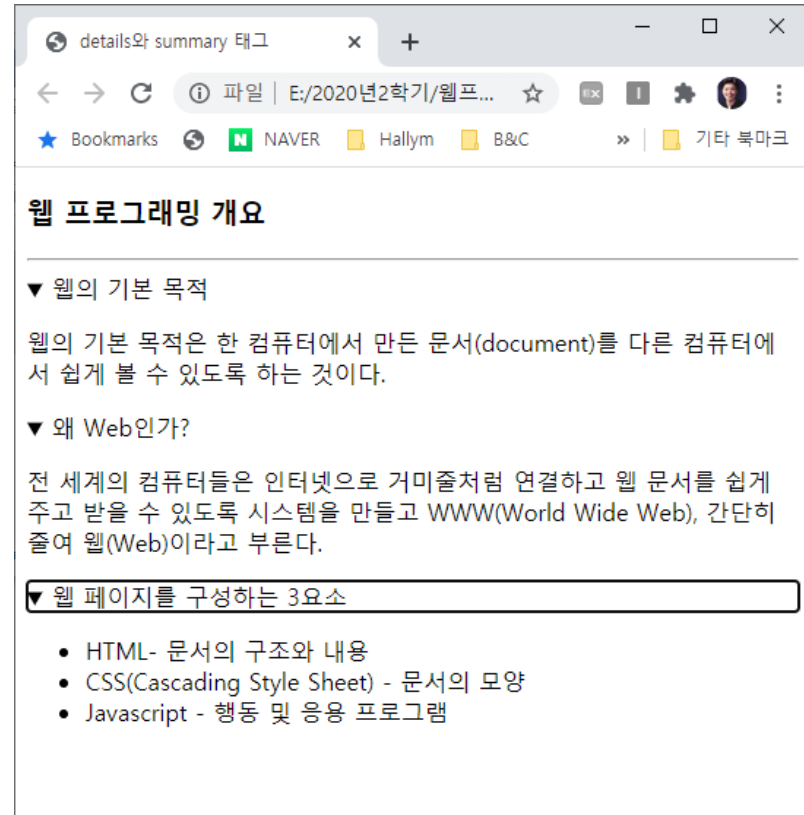 details와 summary 태그
파일 | E:/2020년2학기/웹프...
Bookmarks NAVER Hallym B&C » 기타 북마크
웹 프로그래밍 개요
▼ 웹의 기본 목적
웹의 기본 목적은 한 컴퓨터에서 만든 문서(document)를 다른 컴퓨터에
서 쉽게 볼 수 있도록 하는 것이다.
▼ 왜 Web인가?
전 세계의 컴퓨터들은 인터넷으로 거미줄처럼 연결하고 웹 문서를 쉽게
주고 받을 수 있도록 시스템을 만들고 WWW(World Wide Web), 간단히
줄여 웹(Web)이라고 부른다.
▼ 웹 페이지를 구성하는 3요소
• HTML- 문서의 구조와 내용
• CSS(Cascading Style Sheet) - 문서의 모양
• Javascript - 행동 및 응용 프로그램